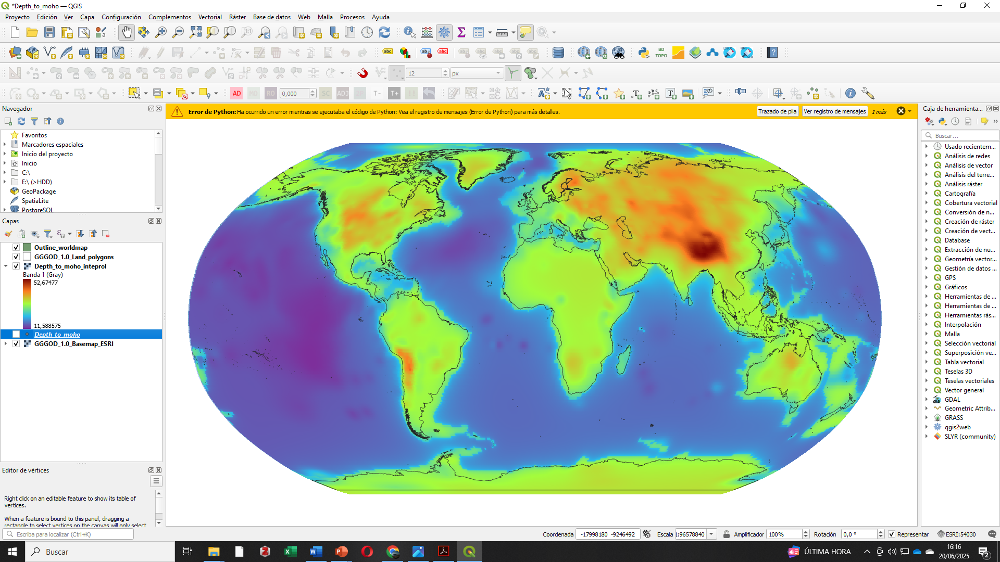 *Depth_to_moho — QGIS
Proyecto Edición Ver Capa Configuración Complementos Vectorial Ráster Base de datos Web Malla Procesos Ayuda
abc abc abc BD TOPO
12 px
AD MO RO 0,000 SC ADJ T- T+
Navegador
Favoritos
Marcadores espaciales
Inicio del proyecto
Inicio
C:\
E:\ (>HDD)
GeoPackage
SpatiaLite
PostgreSQL
Capas
Outline_worldmap
GGGOD_1.0_Land_polygons
Depth_to_moho_inteprol
Banda 1 (Gray)
52,67477
11,588575
Depth_to_moho
GGGOD_1.0_Basemap_ESRI
Editor de vértices
Right click on an editable feature to show its table of
vertices.
When a feature is bound to this panel, dragging a
rectangle to select vertices on the canvas will only select
Error de Python: Ha ocurrido un error mientras se ejecutaba el código de Python: Vea el registro de mensajes (Error de Python) para más detalles.
Trazado de pila Ver registro de mensajes 1 más
Caja de herramienta...
Buscar...
Usado recientem...
Análisis de redes
Análisis de vector
Análisis del terre...
Análisis ráster
Cartografía
Cobertura vectorial
Conversión de n...
Creación de ráster
Creación de vect...
Database
Extracción de nu...
Geometría vector...
Gestión de datos ...
GPS
Gráficos
Herramientas de ...
Herramientas de ...
Herramientas rás...
Interpolación
Malla
Selección vectorial
Superposición ve...
Tabla vectorial
Teselas 3D
Teselas vectoriales
Vector general
GDAL
Geometric Attrib...
GRASS
qgis2web
SLYR (community)
Escriba para localizar (Ctrl+K)
Coordenada -17998180 -9246492 Escala 1:96578840 Amplificador 100% Rotación 0,0 ° Representar ESRI:54030
Buscar
ÚLTIMA HORA
16:16
20/06/2025
2